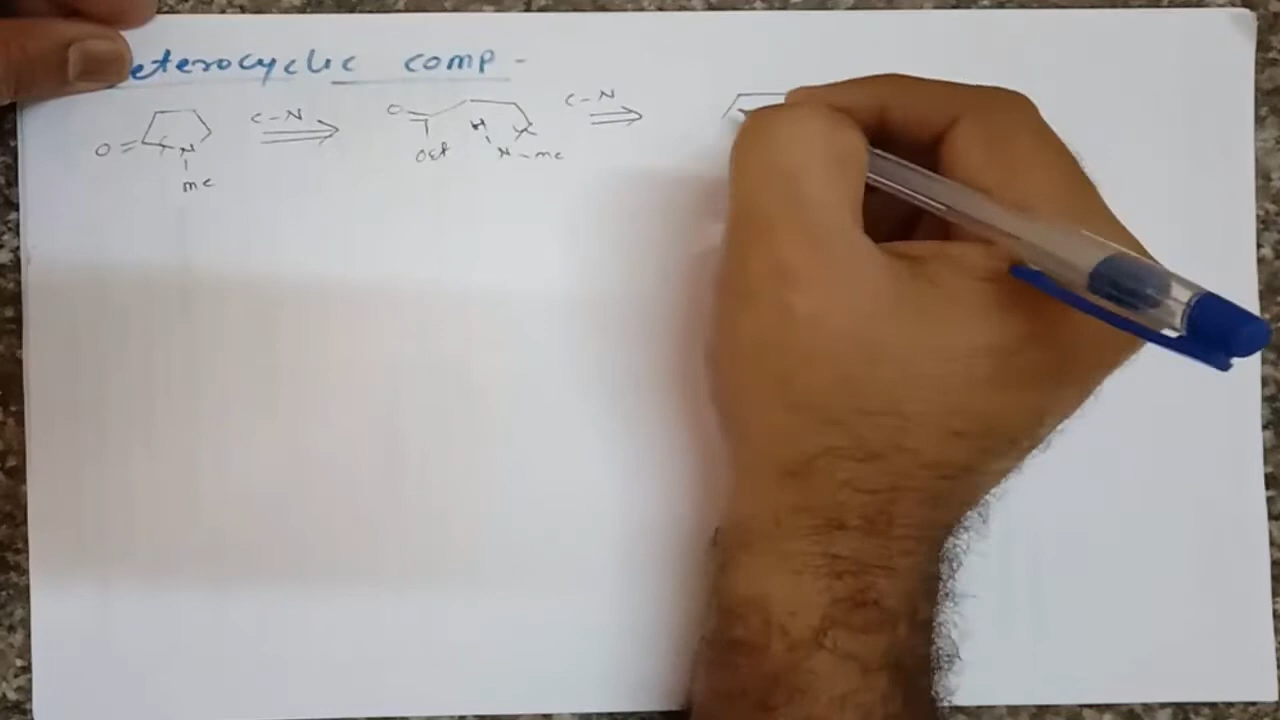 eterocyclic comp -
C-N C-N
O= N O OEt H N-me
me